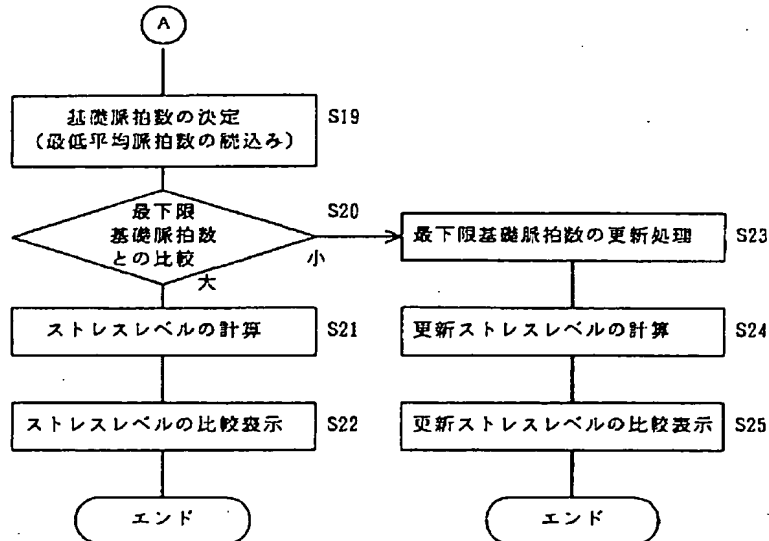 A
基礎脈拍数の決定
(最低平均脈拍数の読込み)
S19
最下限
基礎脈拍数
との比較
S20
小
大
最下限基礎脈拍数の更新処理
S23
ストレスレベルの計算
S21
更新ストレスレベルの計算
S24
ストレスレベルの比較表示
S22
更新ストレスレベルの比較表示
S25
エンド
エンド